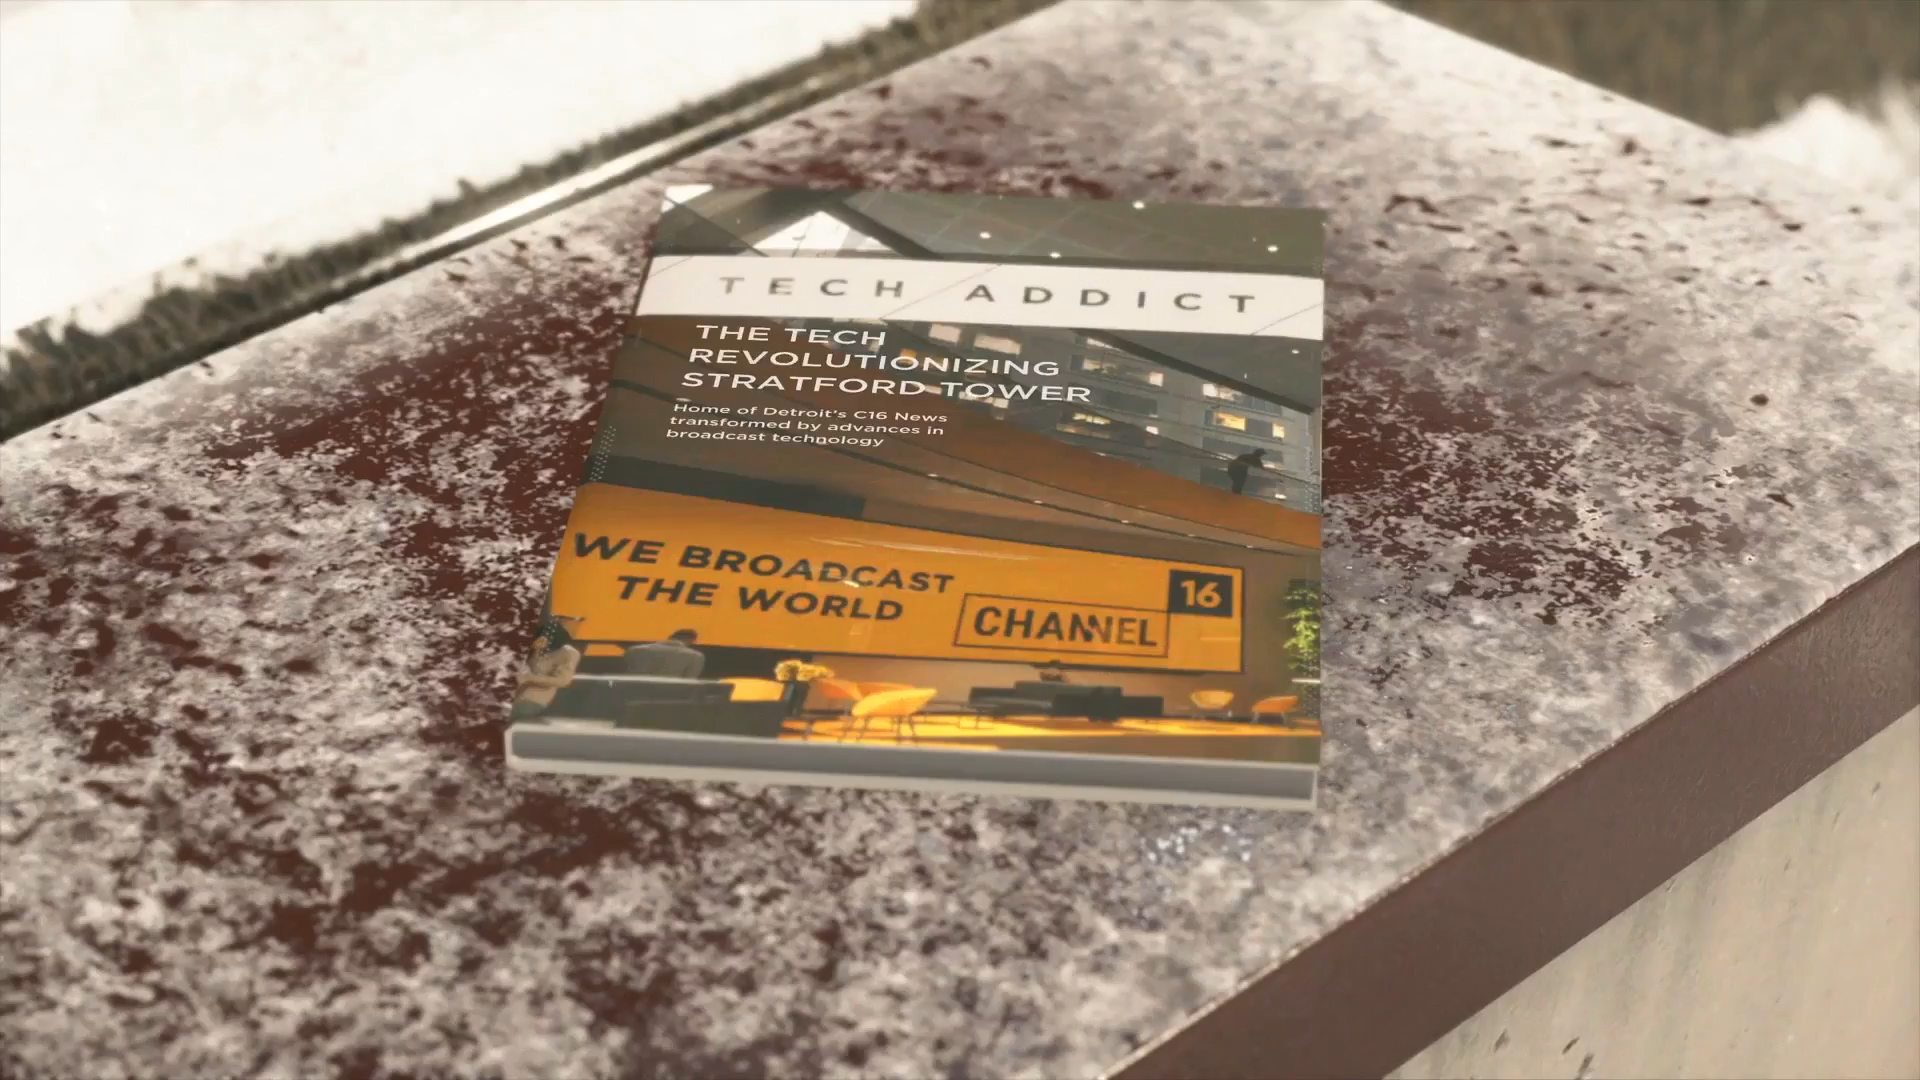 TECH ADDICT
THE TECH
REVOLUTIONIZING
STRATFORD TOWER
Home of Detroit's C16 News
transformed by advances in
broadcast technology
WE BROADCAST
THE WORLD
CHANNEL
16